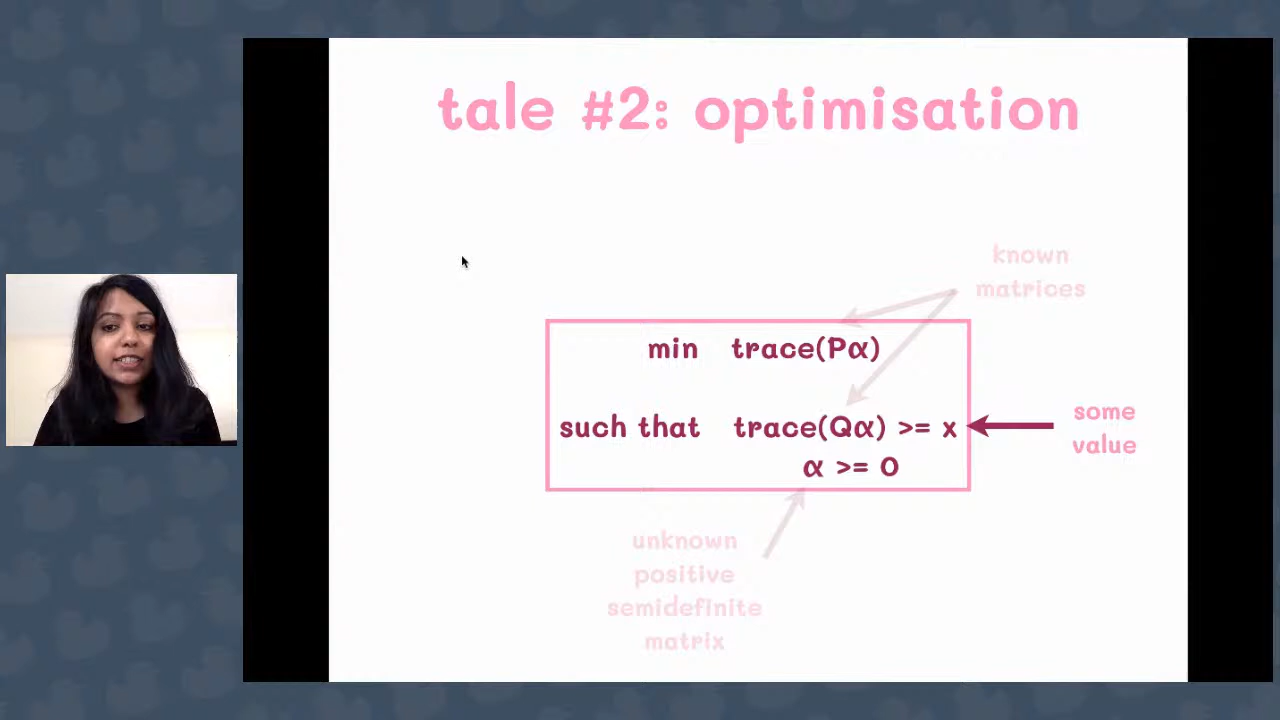 tale #2: optimisation
known
matrices
min trace(Pα)
such that trace(Qα) >= x
α >= 0
some
value
unknown
positive
semidefinite
matrix